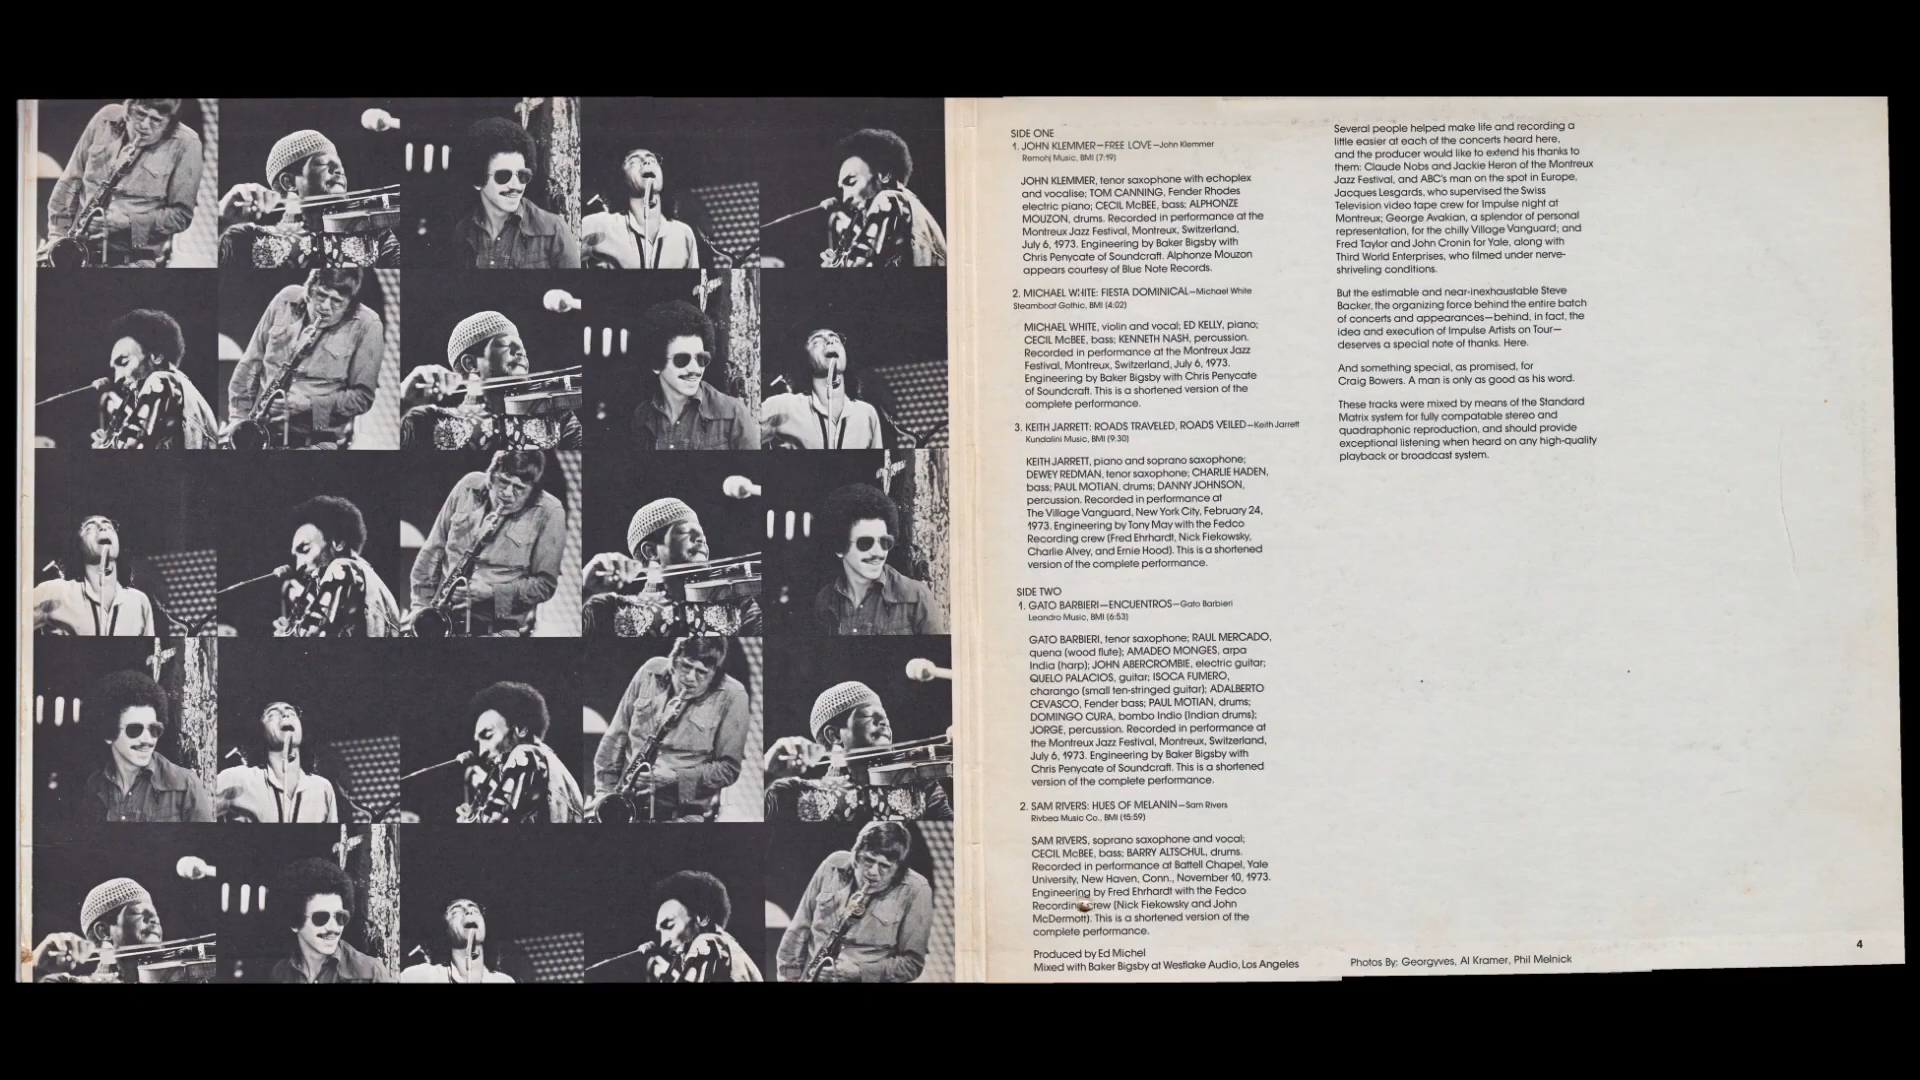 SIDE ONE
1. JOHN KLEMMER—FREE LOVE—John Klemmer
Remohj Music, BMI (7:19)
JOHN KLEMMER, tenor saxophone with echoplex
and vocalise; TOM CANNING, Fender Rhodes
electric piano; CECIL McBEE, bass; ALPHONZE
MOUZON, drums. Recorded in performance at the
Montreux Jazz Festival, Montreux, Switzerland,
July 6, 1973. Engineering by Baker Bigsby with
Chris Penycate of Soundcraft. Alphonze Mouzon
appears courtesy of Blue Note Records.
2. MICHAEL WHITE: FIESTA DOMINICAL—Michael White
Steamboat Gothic, BMI (4:02)
MICHAEL WHITE, violin and vocal; ED KELLY, piano;
CECIL McBEE, bass; KENNETH NASH, percussion.
Recorded in performance at the Montreux Jazz
Festival, Montreux, Switzerland, July 6, 1973.
Engineering by Baker Bigsby with Chris Penycate
of Soundcraft. This is a shortened version of the
complete performance.
3. KEITH JARRETT: ROADS TRAVELED, ROADS VEILED—Keith Jarrett
Kundalini Music, BMI (9:30)
KEITH JARRETT, piano and soprano saxophone;
DEWEY REDMAN, tenor saxophone; CHARLIE HADEN,
bass; PAUL MOTIAN, drums; DANNY JOHNSON,
percussion. Recorded in performance at
The Village Vanguard, New York City, February 24,
1973. Engineering by Tony May with the Fedco
Recording crew (Fred Ehrhardt, Nick Fiekowsky,
Charlie Alvey, and Ernie Hood). This is a shortened
version of the complete performance.
SIDE TWO
1. GATO BARBIERI—ENCUENTROS—Gato Barbieri
Leandro Music, BMI (6:53)
GATO BARBIERI, tenor saxophone; RAUL MERCADO,
quena (wood flute); AMADEO MONGES, arpa
India (harp); JOHN ABERCROMBIE, electric guitar;
QUELO PALACIOS, guitar; ISOCA FUMERO,
charango (small ten-stringed guitar); ADALBERTO
CEVASCO, Fender bass; PAUL MOTIAN, drums;
DOMINGO CURA, bombo Indio (Indian drums);
JORGE, percussion. Recorded in performance at
the Montreux Jazz Festival, Montreux, Switzerland,
July 6, 1973. Engineering by Baker Bigsby with
Chris Penycate of Soundcraft. This is a shortened
version of the complete performance.
2. SAM RIVERS: HUES OF MELANIN—Sam Rivers
Rivbea Music Co., BMI (15:59)
SAM RIVERS, soprano saxophone and vocal;
CECIL McBEE, bass; BARRY ALTSCHUL, drums.
Recorded in performance at Battell Chapel, Yale
University, New Haven, Conn., November 10, 1973.
Engineering by Fred Ehrhardt with the Fedco
Recording crew (Nick Fiekowsky and John
McDermott). This is a shortened version of the
complete performance.
Produced by Ed Michel
Mixed with Baker Bigsby at Westlake Audio, Los Angeles
Several people helped make life and recording a
little easier at each of the concerts heard here,
and the producer would like to extend his thanks to
them: Claude Nobs and Jackie Heron of the Montreux
Jazz Festival, and ABC's man on the spot in Europe,
Jacques Lesgards, who supervised the Swiss
Television video tape crew for Impulse night at
Montreux; George Avakian, a splendor of personal
representation, for the chilly Village Vanguard; and
Fred Taylor and John Cronin for Yale, along with
Third World Enterprises, who filmed under nerve-
shriveling conditions.
But the estimable and near-inexhaustable Steve
Backer, the organizing force behind the entire batch
of concerts and appearances—behind, in fact, the
idea and execution of Impulse Artists on Tour—
deserves a special note of thanks. Here.
And something special, as promised, for
Craig Bowers. A man is only as good as his word.
These tracks were mixed by means of the Standard
Matrix system for fully compatable stereo and
quadraphonic reproduction, and should provide
exceptional listening when heard on any high-quality
playback or broadcast system.
Photos By: Georgyves, Al Kramer, Phil Melnick
4